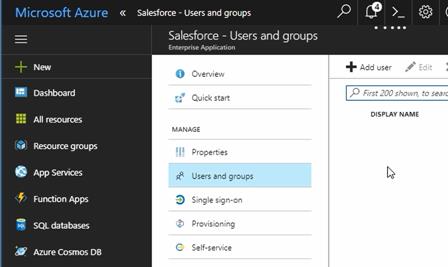 Microsoft Azure « Salesforce - Users and groups
4
Salesforce - Users and groups
Enterprise Application
New
Dashboard
All resources
Resource groups
App Services
Function Apps
SQL databases
Azure Cosmos DB
Overview
Quick start
MANAGE
Properties
Users and groups
Single sign-on
Provisioning
Self-service
Add user
Edit
First 200 shown, to sear
DISPLAY NAME